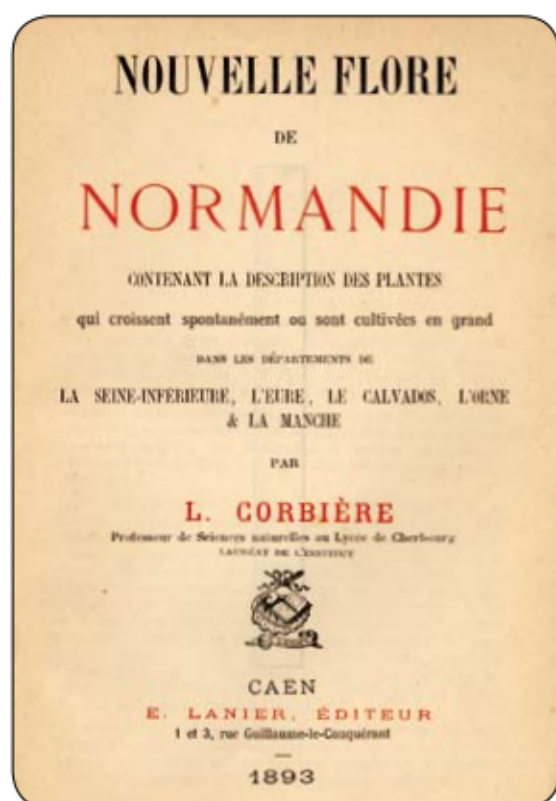 NOUVELLE FLORE
DE
NORMANDIE
CONTENANT LA DESCRIPTION DES PLANTES
qui croissent spontanément ou sont cultivées en grand
DANS LES DÉPARTEMENTS DE
LA SEINE-INFÉRIEURE, L'EURE, LE CALVADOS, L'ORNE
& LA MANCHE
PAR
L. CORBIÈRE
Professeur de Sciences naturelles au Lycée de Cherbourg
LAURÉAT DE L'INSTITUT
CAEN
E. LANIER, ÉDITEUR
1 et 3, rue Guillaume-le-Conquérant
1893